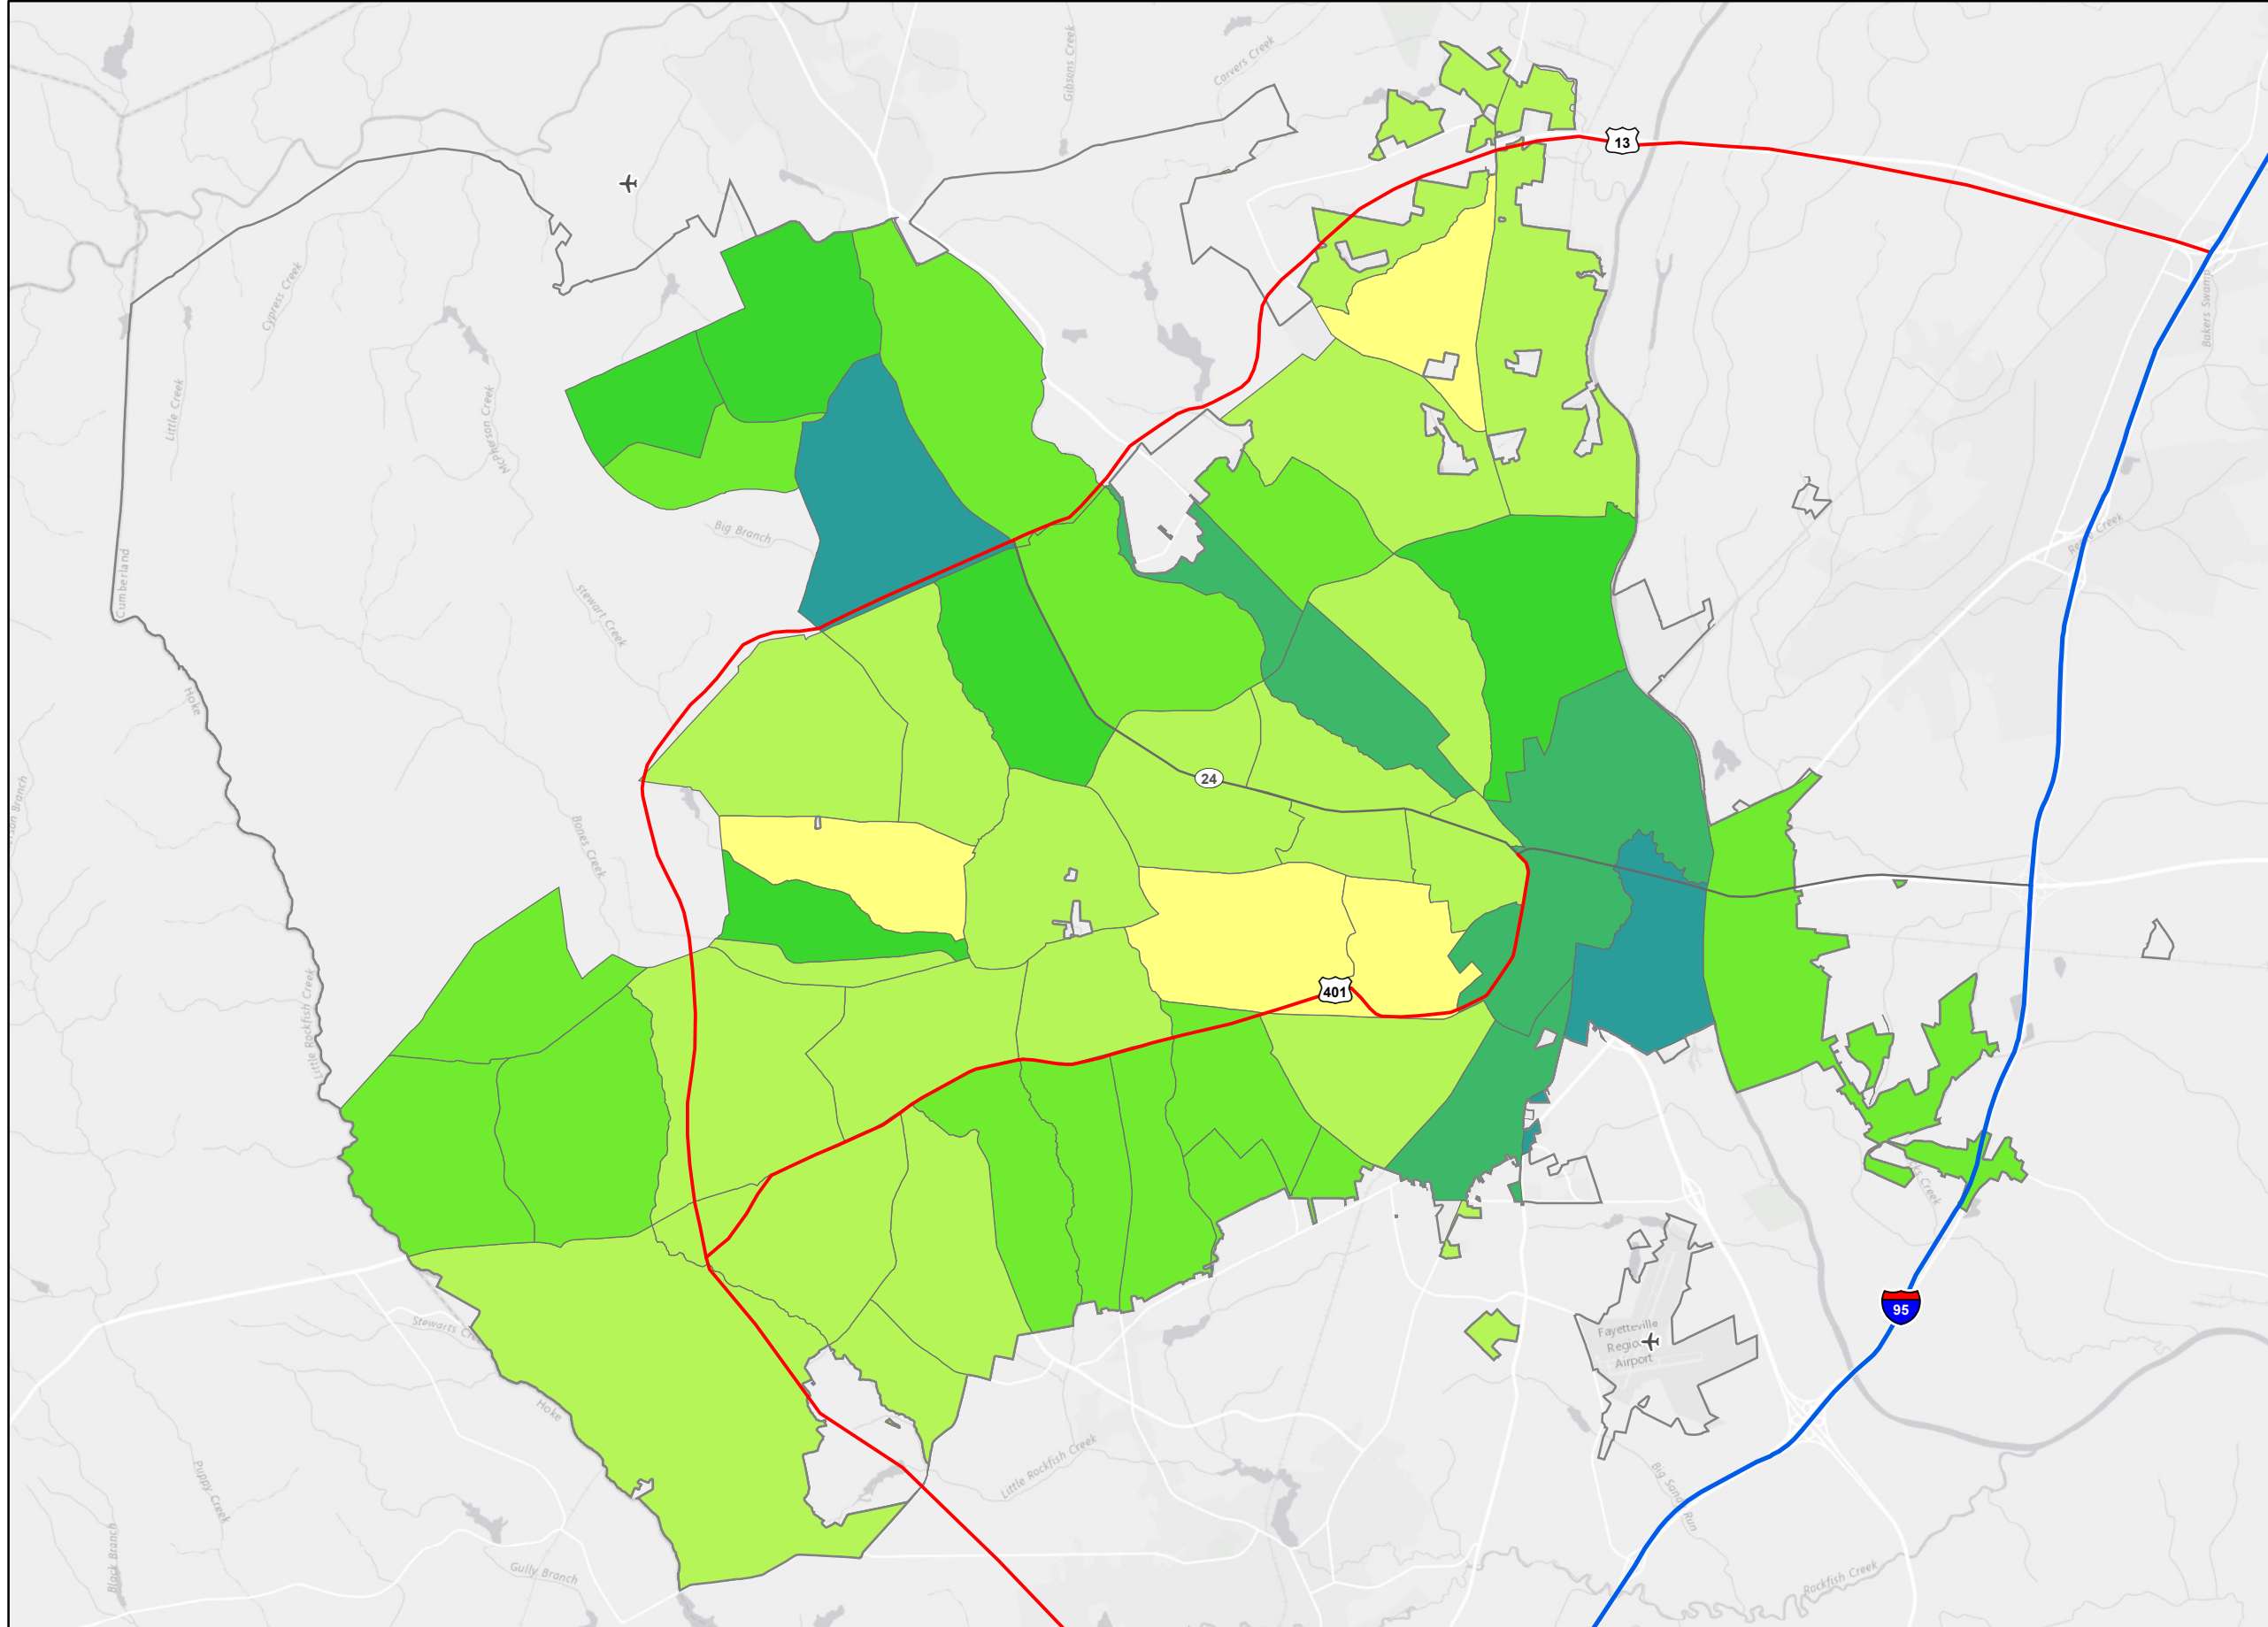 Gibsons Creek
Carvers Creek
13
Cypress Creek
Little Creek
McPherson Creek
Bakers Swamp
Big Branch
Cumberland
Stewart Creek
Hoke
24
Bones Creek
Little Rockfish Creek
401
95
Stewarts
Fayetteville
Airport
Hoke
Little Rockfish Creek
Puppy Creek
Big Sandy Run
Black Branch
Gully Branch
Rockfish Creek